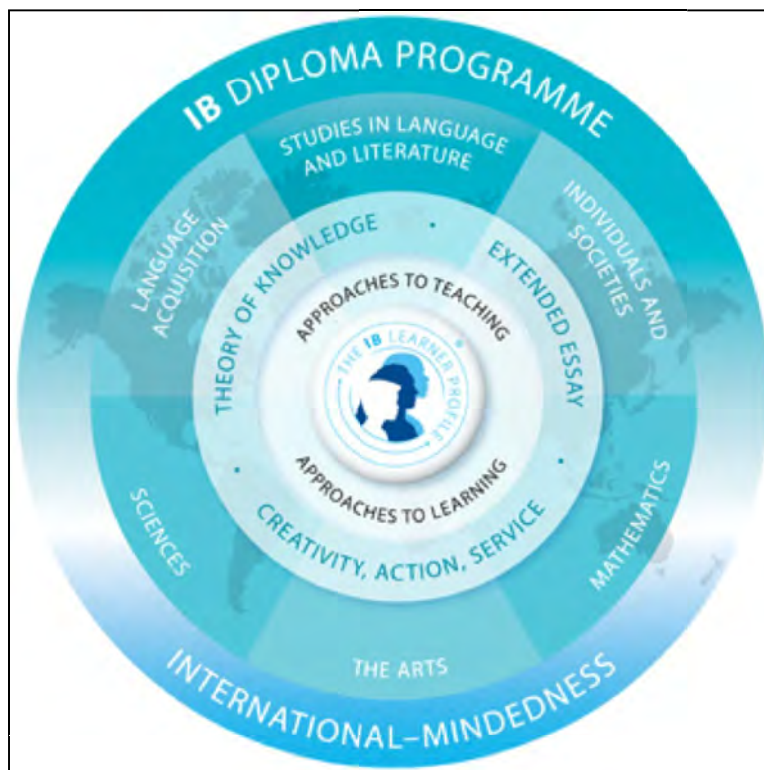 IB DIPLOMA PROGRAMME
STUDIES IN LANGUAGE
AND LITERATURE
LANGUAGE
ACQUISITION
INDIVIDUALS AND
SOCIETIES
THEORY OF KNOWLEDGE
·
EXTENDED ESSAY
·
APPROACHES TO TEACHING
THE IB LEARNER PROFILE
®
APPROACHES TO LEARNING
·
CREATIVITY, ACTION, SERVICE
SCIENCES
MATHEMATICS
THE ARTS
INTERNATIONAL–MINDEDNESS